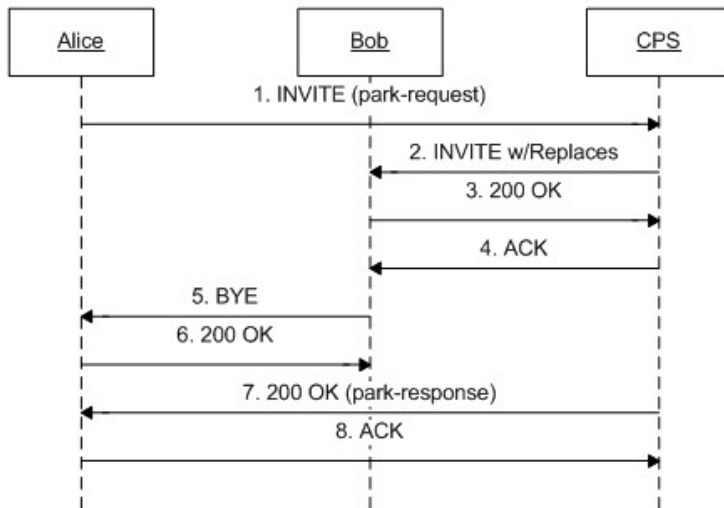 Alice
Bob
CPS
1. INVITE (park-request)
2. INVITE w/Replaces
3. 200 OK
4. ACK
5. BYE
6. 200 OK
7. 200 OK (park-response)
8. ACK